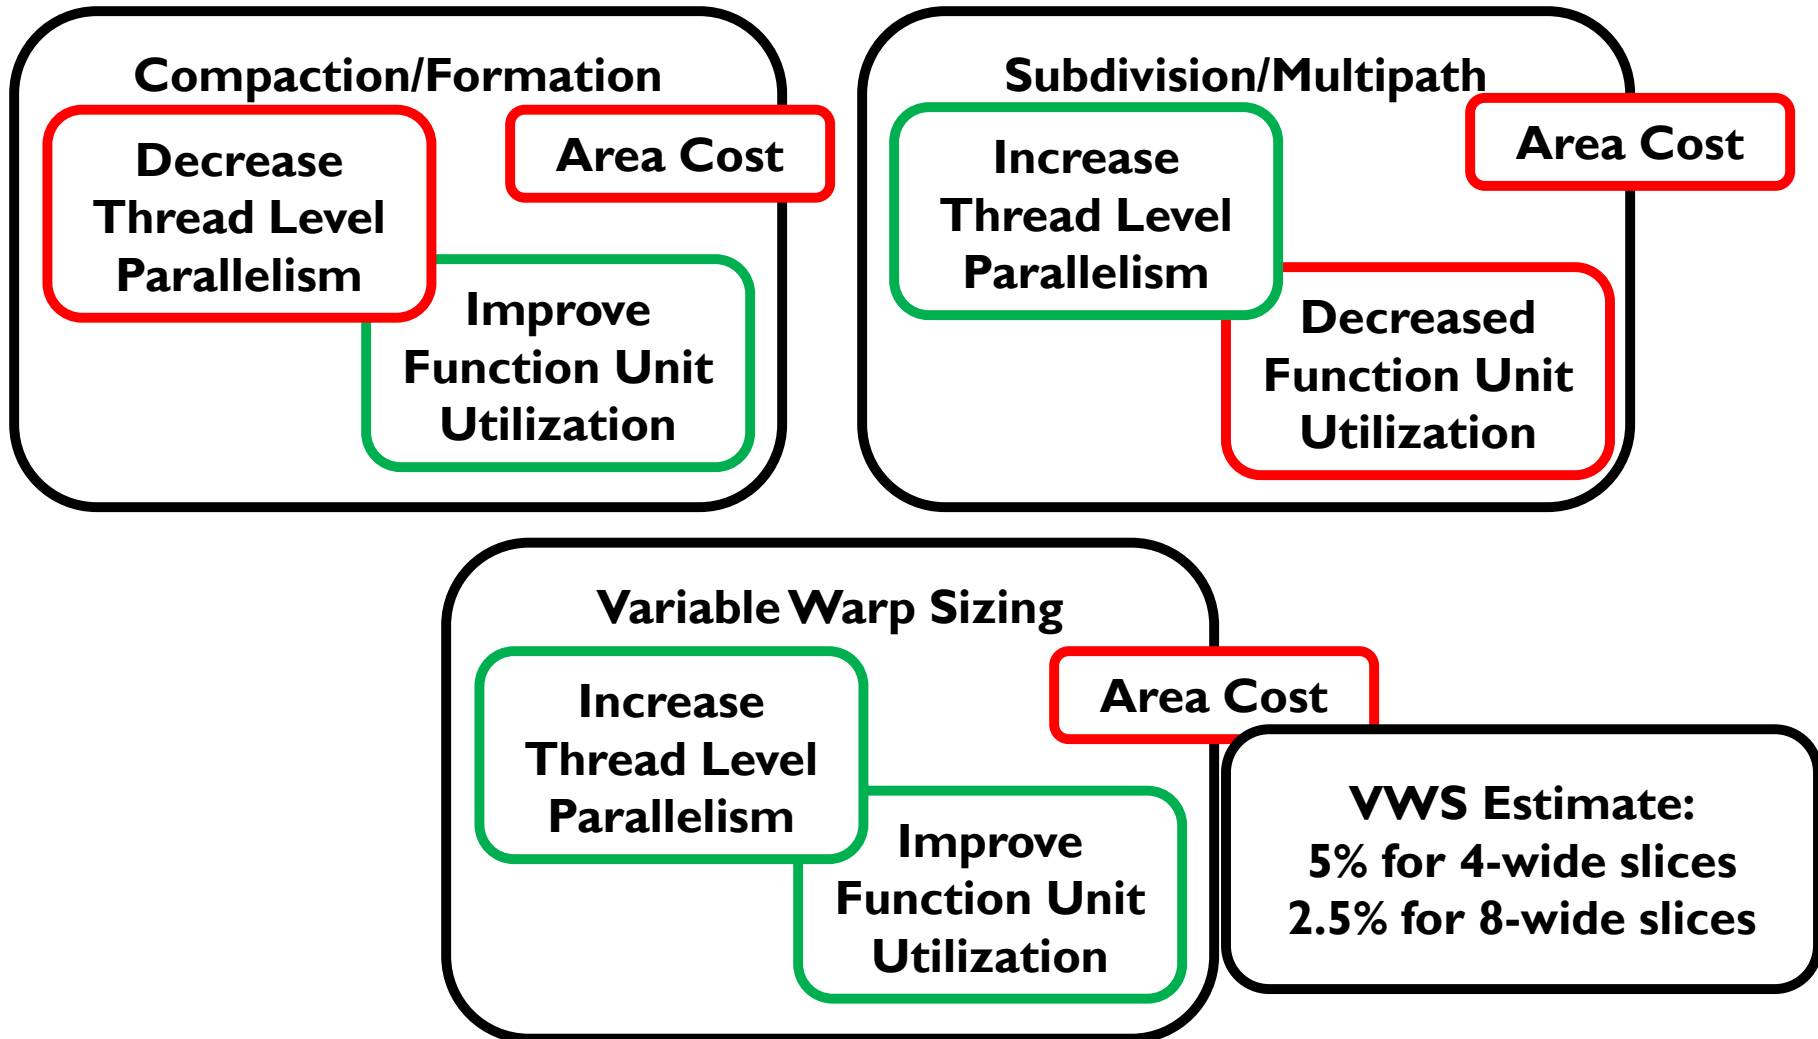 Compaction/Formation
Decrease
Thread Level
Parallelism
Area Cost
Improve
Function Unit
Utilization
Subdivision/Multipath
Increase
Thread Level
Parallelism
Area Cost
Decreased
Function Unit
Utilization
Variable Warp Sizing
Increase
Thread Level
Parallelism
Area Cost
Improve
Function Unit
Utilization
VWS Estimate:
5% for 4-wide slices
2.5% for 8-wide slices